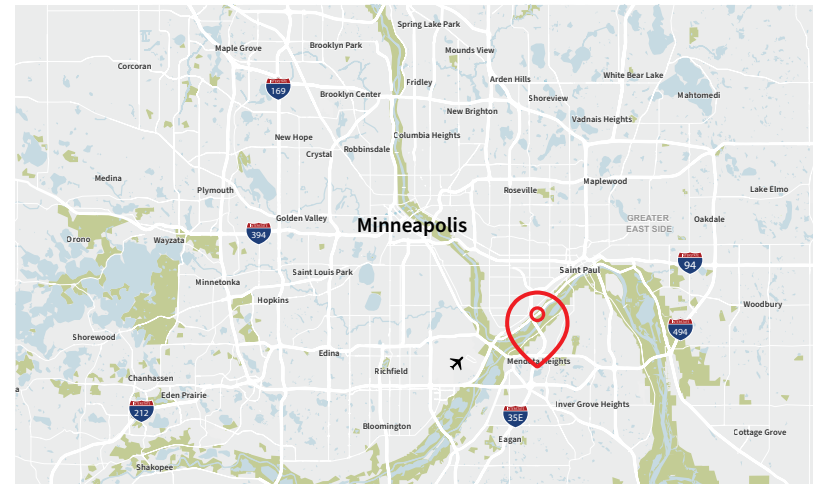 Spring Lake Park
Maple Grove
Brooklyn Park
Mounds View
Corcoran
Fridley
Arden Hills
White Bear Lake
169
Brooklyn Center
Shoreview
Mahtomedi
New Brighton
Vadnais Heights
New Hope
Columbia Heights
Crystal
Robbinsdale
Medina
Plymouth
Roseville
Maplewood
Lake Elmo
Golden Valley
Minneapolis
GREATER
EAST SIDE
Oakdale
394
Orono
Wayzata
94
Saint Louis Park
Saint Paul
Minnetonka
Hopkins
Woodbury
494
Shorewood
Edina
Mendota Heights
Richfield
Chanhassen
a
Eden Prairie
212
Inver Grove Heights
35E
Bloomington
Eagan
Cottage Grove
Shakopee